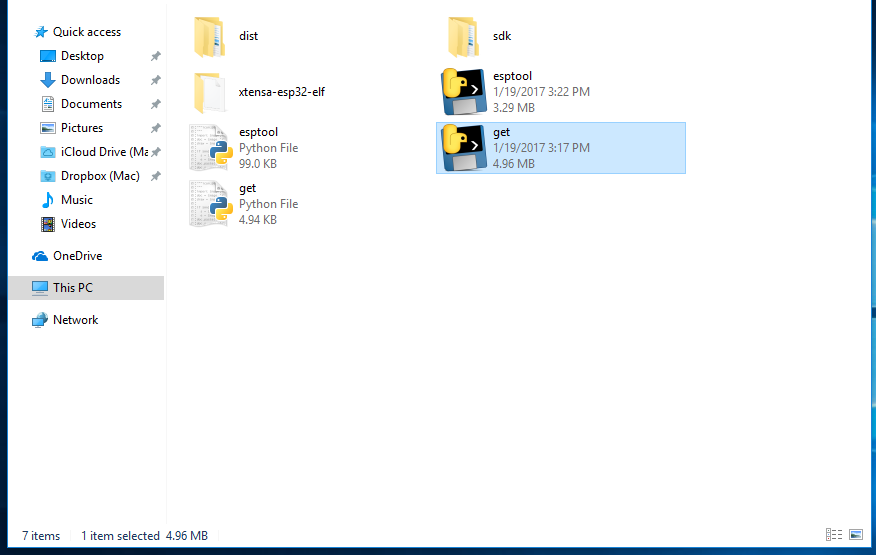 Quick access
Desktop
Downloads
Documents
Pictures
iCloud Drive (Ma
Dropbox (Mac)
Music
Videos
OneDrive
This PC
Network
dist
sdk
xtensa-esp32-elf
esptool
1/19/2017 3:22 PM
3.29 MB
esptool
Python File
99.0 KB
get
1/19/2017 3:17 PM
4.96 MB
get
Python File
4.94 KB
7 items
1 item selected 4.96 MB